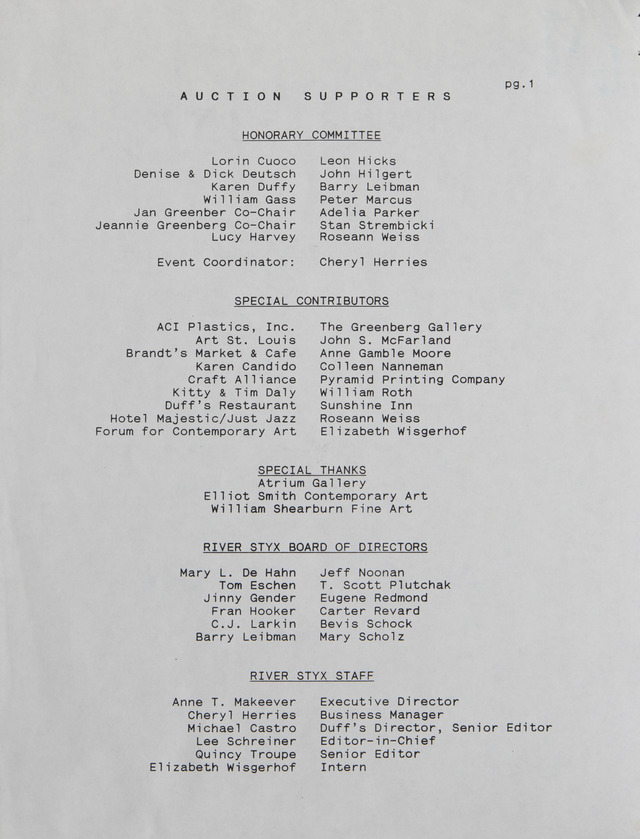 pg.1
AUCTION SUPPORTERS
HONORARY COMMITTEE
Lorin Cuoco Leon Hicks
Denise & Dick Deutsch John Hilgert
Karen Duffy Barry Leibman
William Gass Peter Marcus
Jan Greenber Co-Chair Adelia Parker
Jeannie Greenberg Co-Chair Stan Strembicki
Lucy Harvey Roseann Weiss
Event Coordinator: Cheryl Herries
SPECIAL CONTRIBUTORS
ACI Plastics, Inc. The Greenberg Gallery
Art St. Louis John S. McFarland
Brandt's Market & Cafe Anne Gamble Moore
Karen Candido Colleen Nanneman
Craft Alliance Pyramid Printing Company
Kitty & Tim Daly William Roth
Duff's Restaurant Sunshine Inn
Hotel Majestic/Just Jazz Roseann Weiss
Forum for Contemporary Art Elizabeth Wisgerhof
SPECIAL THANKS
Atrium Gallery
Elliot Smith Contemporary Art
William Shearburn Fine Art
RIVER STYX BOARD OF DIRECTORS
Mary L. De Hahn Jeff Noonan
Tom Eschen T. Scott Plutchak
Jinny Gender Eugene Redmond
Fran Hooker Carter Revard
C.J. Larkin Bevis Schock
Barry Leibman Mary Scholz
RIVER STYX STAFF
Anne T. Makeever Executive Director
Cheryl Herries Business Manager
Michael Castro Duff's Director, Senior Editor
Lee Schreiner Editor-in-Chief
Quincy Troupe Senior Editor
Elizabeth Wisgerhof Intern